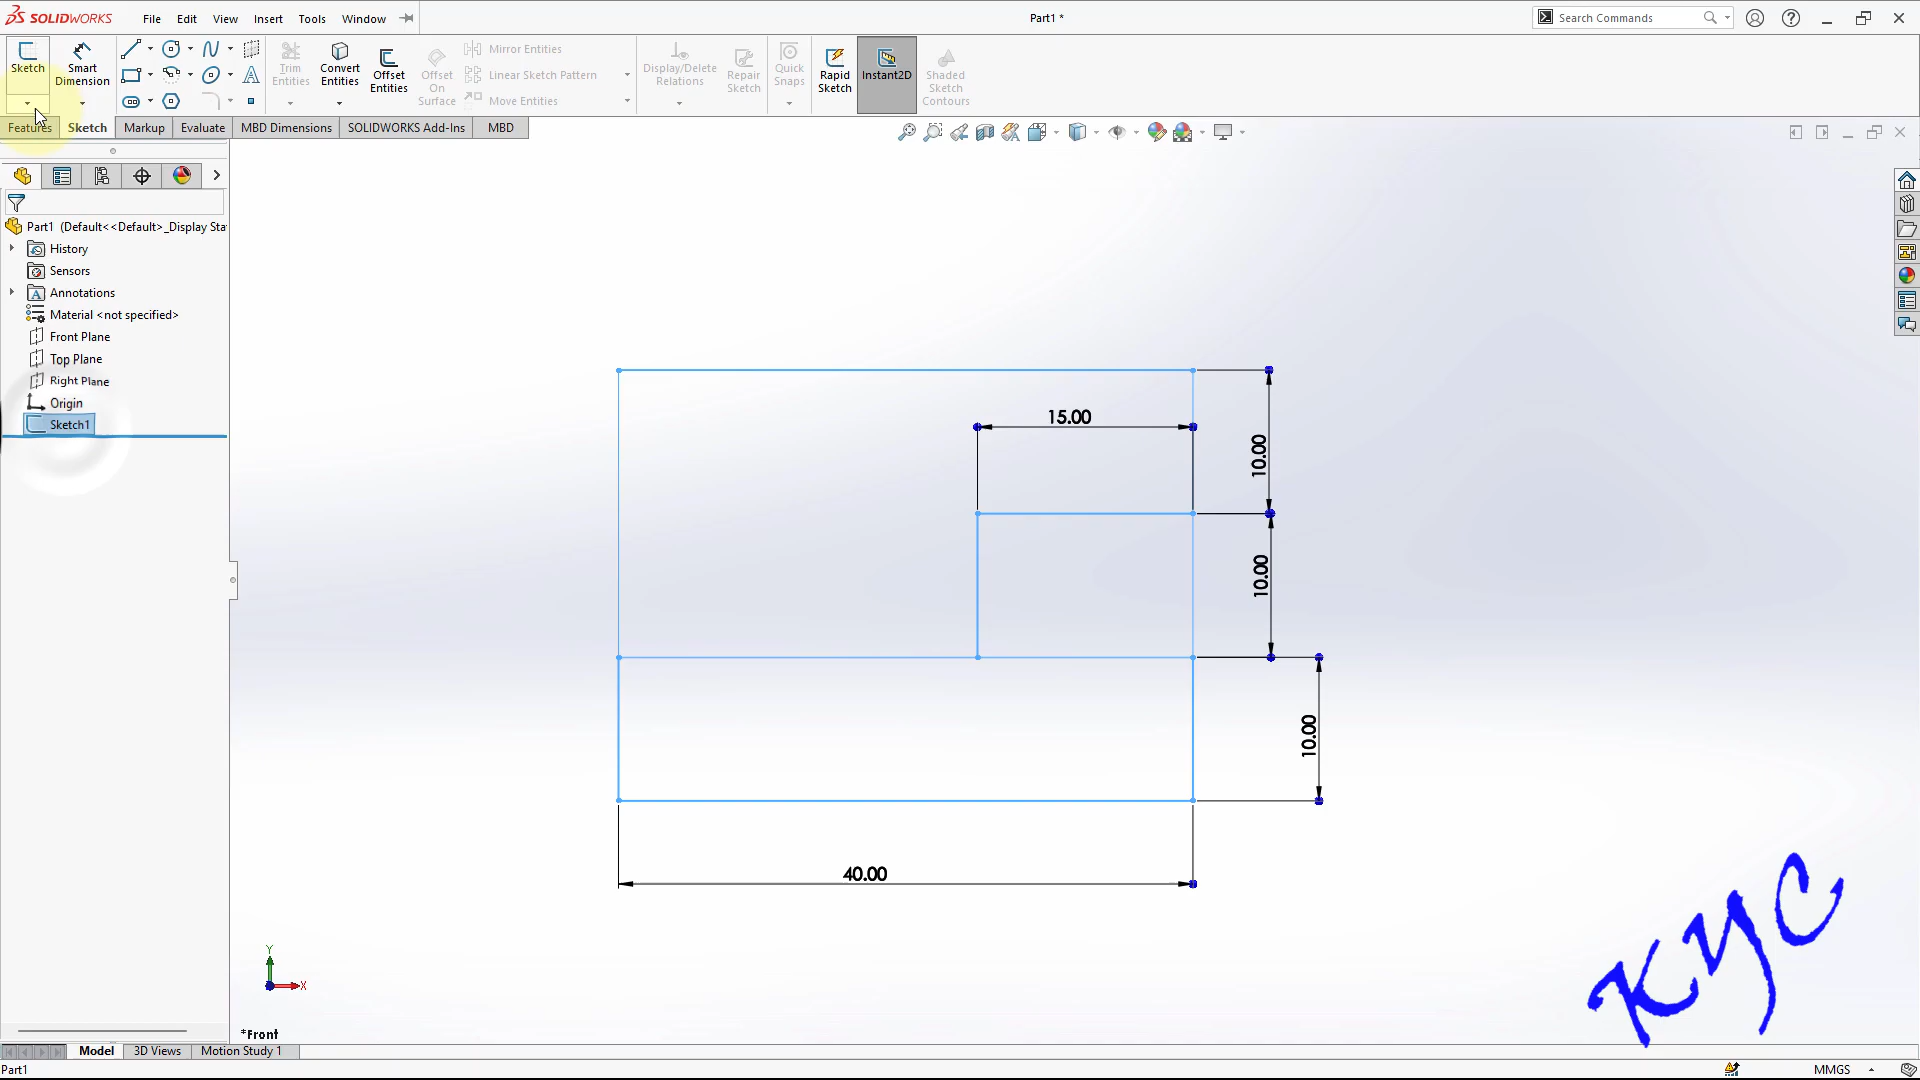 SOLIDWORKS File Edit View Insert Tools Window Part1 * Search Commands
Sketch Smart Dimension Trim Entities Convert Entities Offset Entities Offset On Surface Mirror Entities Linear Sketch Pattern Move Entities Display/Delete Relations Repair Sketch Quick Snaps Rapid Sketch Instant2D Shaded Sketch Contours
Features Sketch Markup Evaluate MBD Dimensions SOLIDWORKS Add-Ins MBD
Part1 (Default<<Default>_Display Sta
History
Sensors
Annotations
Material <not specified>
Front Plane
Top Plane
Right Plane
Origin
Sketch1
15.00
10.00
10.00
10.00
40.00
Y
X
KYC
*Front
Model 3D Views Motion Study 1
Part1 MMGS